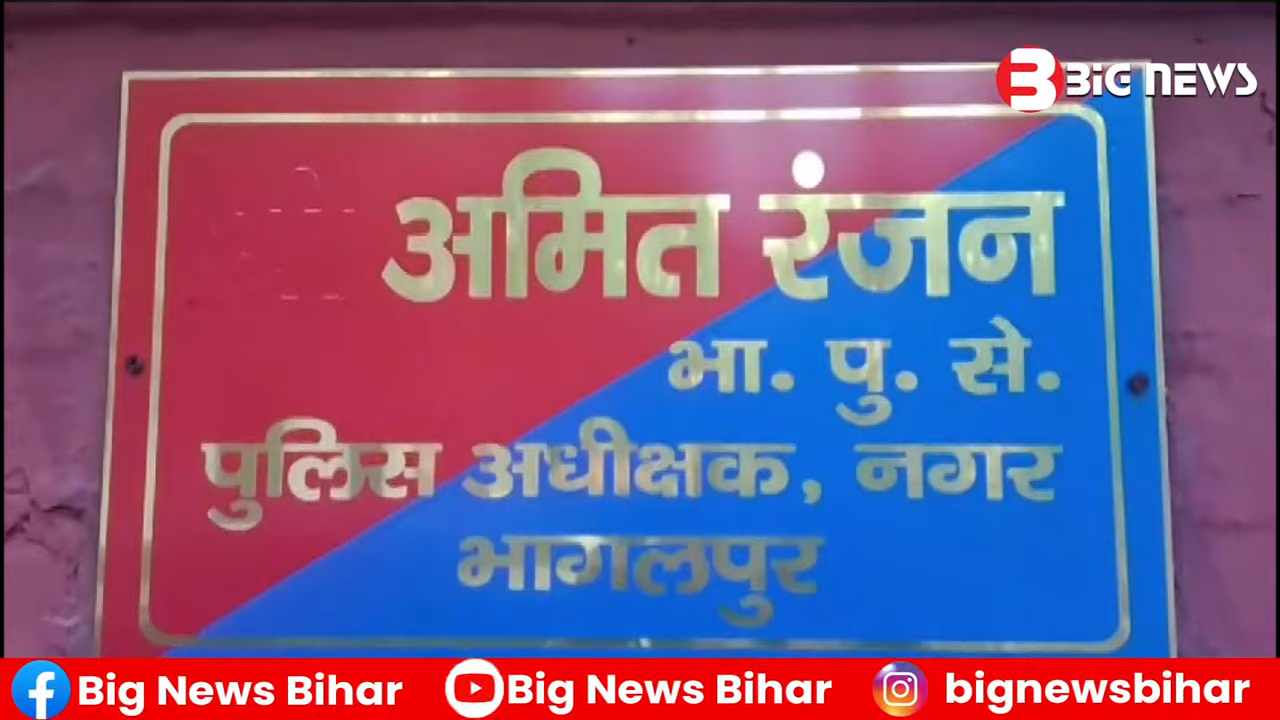 BIG NEWS
अमित रंजन
भा. पु. से.
पुलिस अधीक्षक, नगर
भागलपुर
Big News Bihar Big News Bihar bignewsbihar